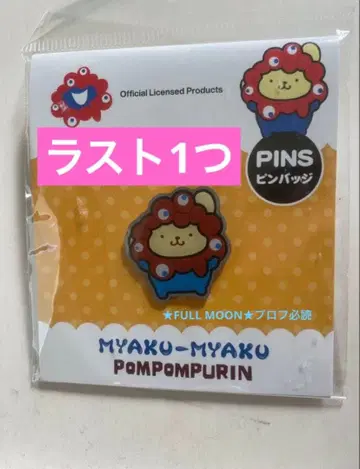 Official Licensed Products
ラスト1つ
PINS
ピンバッジ
★FULL MOON★プロフ必読
MYAKU-MYAKU
POMPOMPURIN